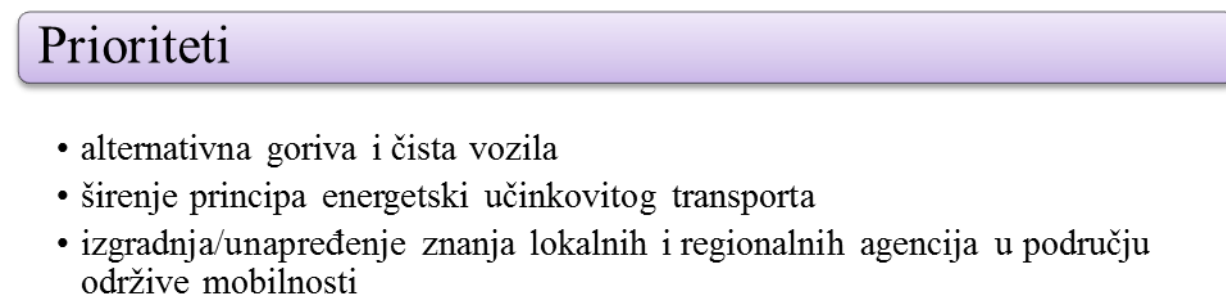 Prioriteti
• alternativna goriva i čista vozila
• širenje principa energetski učinkovitog transporta
• izgradnja/unapređenje znanja lokalnih i regionalnih agencija u području
održive mobilnosti